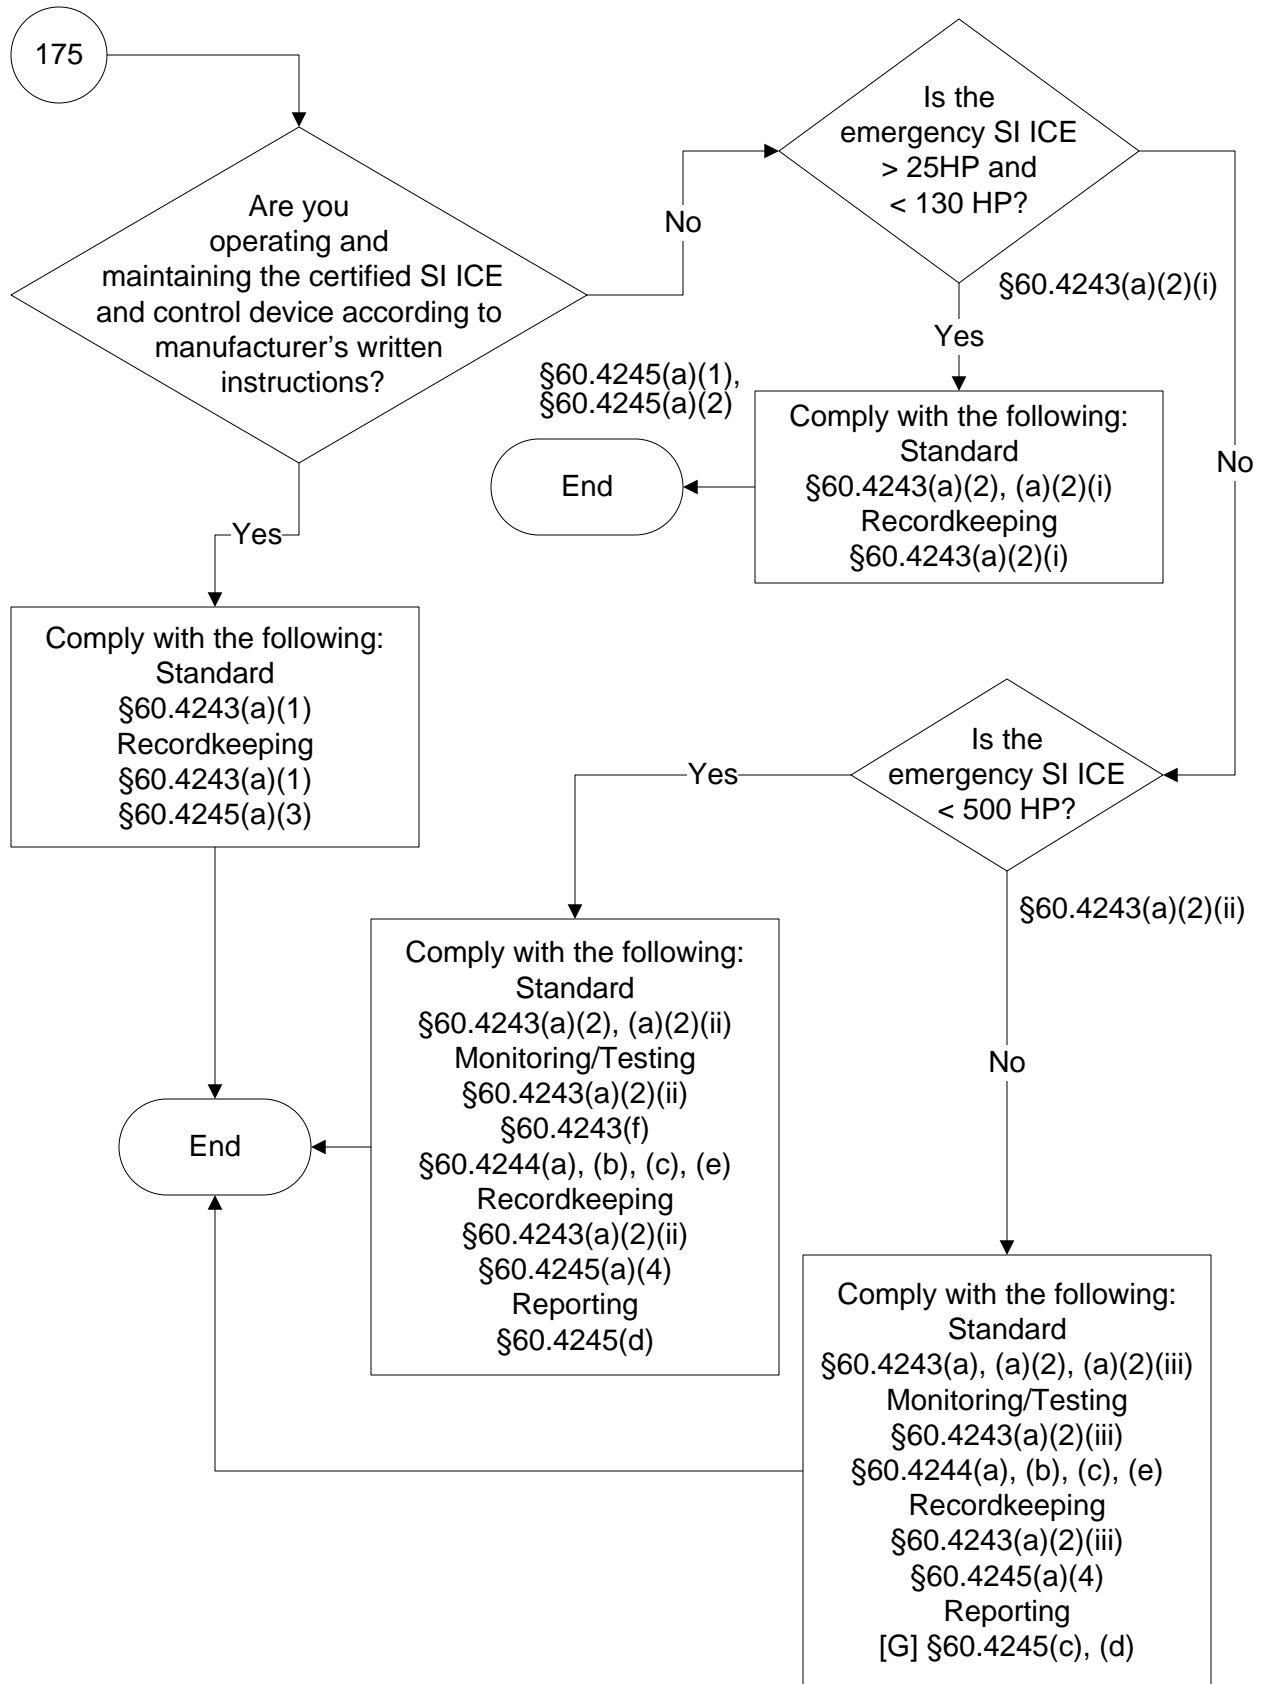 175
Are you
operating and
maintaining the certified SI ICE
and control device according to
manufacturer’s written
instructions?
No
Is the
emergency SI ICE
> 25HP and
< 130 HP?
§60.4243(a)(2)(i)
Yes
No
§60.4245(a)(1),
§60.4245(a)(2)
Comply with the following:
Standard
§60.4243(a)(2), (a)(2)(i)
Recordkeeping
§60.4243(a)(2)(i)
End
Yes
Comply with the following:
Standard
§60.4243(a)(1)
Recordkeeping
§60.4243(a)(1)
§60.4245(a)(3)
Is the
emergency SI ICE
< 500 HP?
Yes
§60.4243(a)(2)(ii)
No
Comply with the following:
Standard
§60.4243(a)(2), (a)(2)(ii)
Monitoring/Testing
§60.4243(a)(2)(ii)
§60.4243(f)
§60.4244(a), (b), (c), (e)
Recordkeeping
§60.4243(a)(2)(ii)
§60.4245(a)(4)
Reporting
§60.4245(d)
End
Comply with the following:
Standard
§60.4243(a), (a)(2), (a)(2)(iii)
Monitoring/Testing
§60.4243(a)(2)(iii)
§60.4244(a), (b), (c), (e)
Recordkeeping
§60.4243(a)(2)(iii)
§60.4245(a)(4)
Reporting
[G] §60.4245(c), (d)